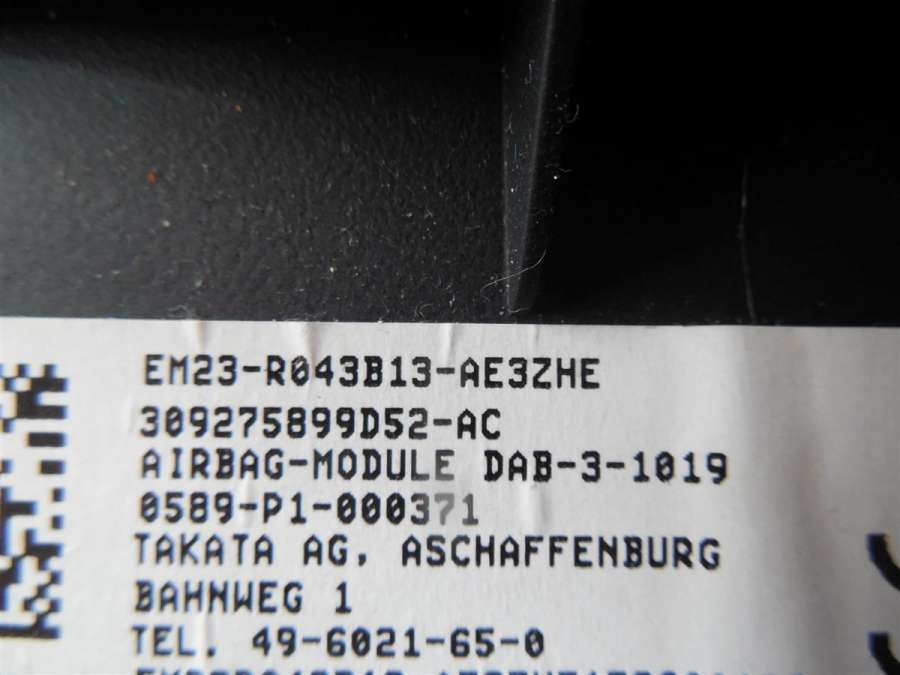 EM23-R043B13-AE3ZHE
309275899D52-AC
AIRBAG-MODULE DAB-3-1019
0589-P1-000371
TAKATA AG, ASCHAFFENBURG
BAHNWEG 1
TEL. 49-6021-65-0